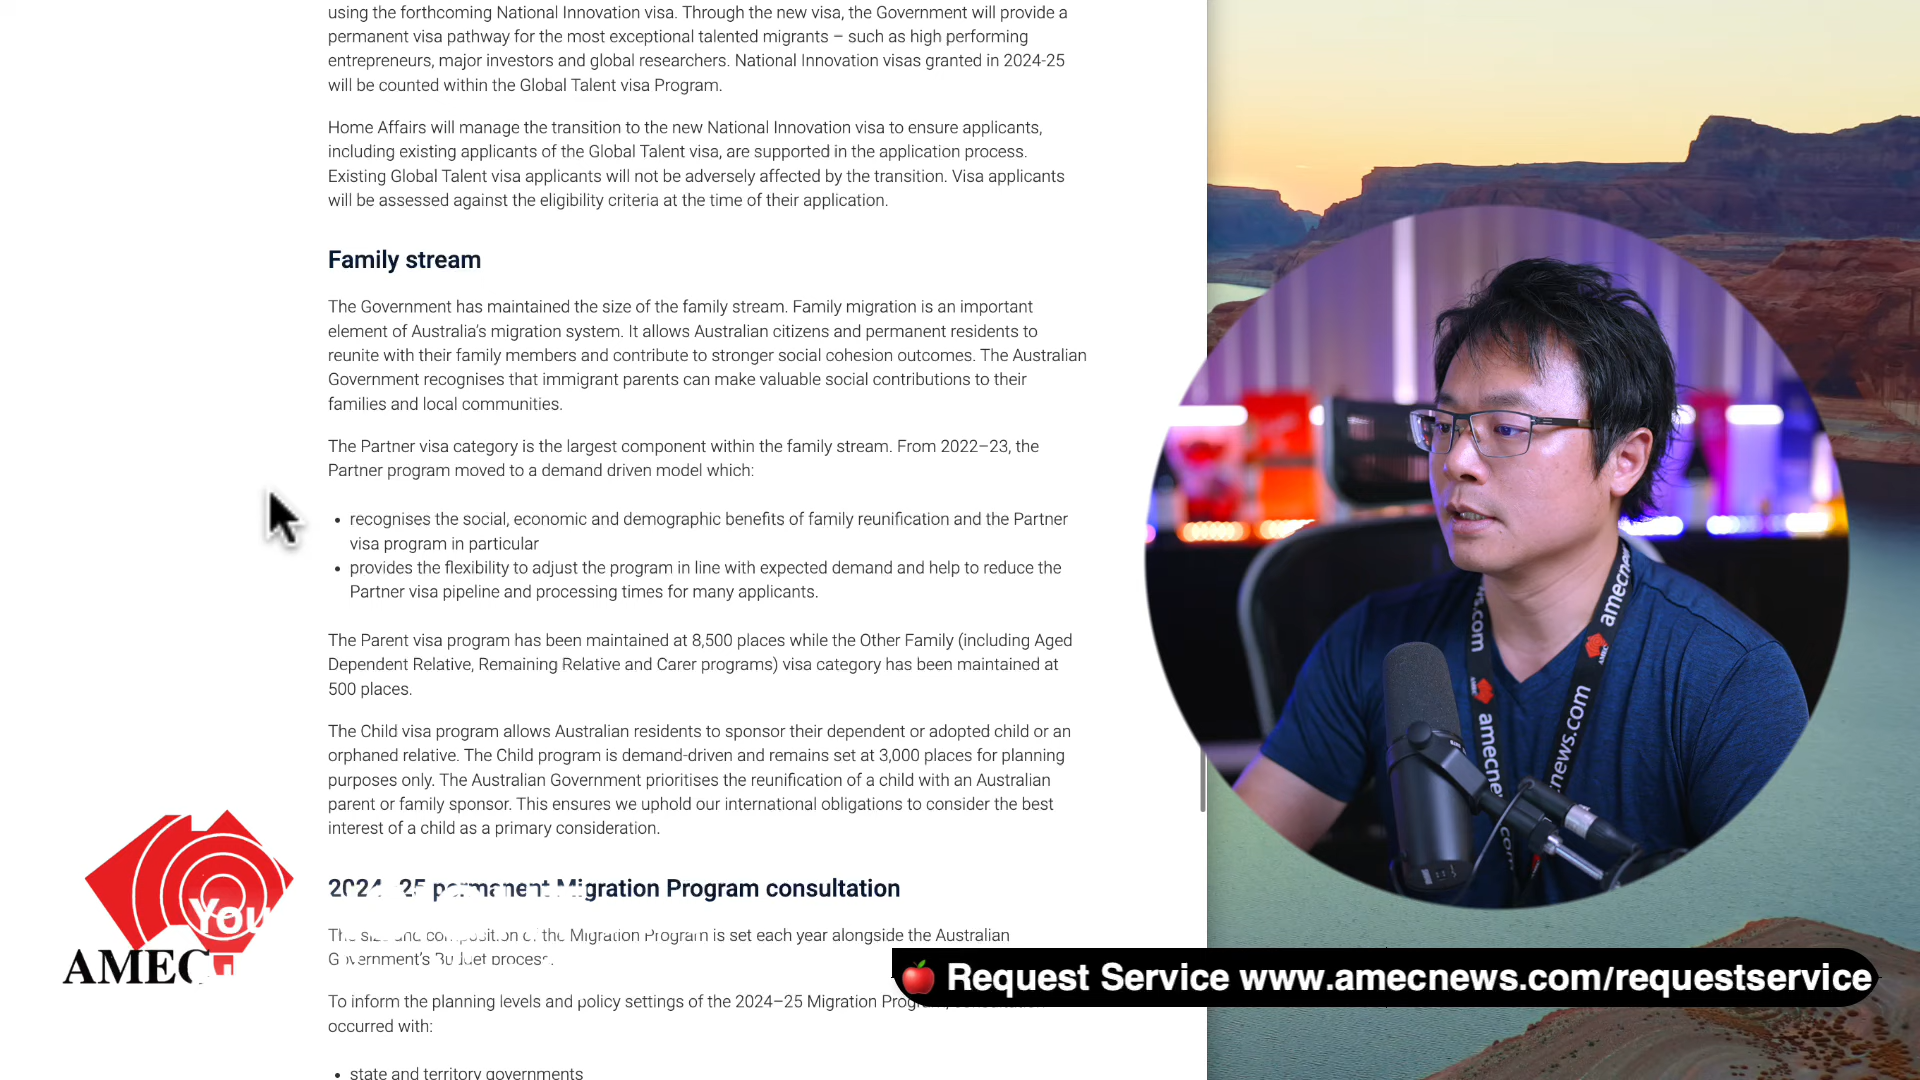 using the forthcoming National Innovation visa. Through the new visa, the Government will provide a
permanent visa pathway for the most exceptional talented migrants – such as high performing
entrepreneurs, major investors and global researchers. National Innovation visas granted in 2024-25
will be counted within the Global Talent visa Program.
Home Affairs will manage the transition to the new National Innovation visa to ensure applicants,
including existing applicants of the Global Talent visa, are supported in the application process.
Existing Global Talent visa applicants will not be adversely affected by the transition. Visa applicants
will be assessed against the eligibility criteria at the time of their application.
Family stream
The Government has maintained the size of the family stream. Family migration is an important
element of Australia's migration system. It allows Australian citizens and permanent residents to
reunite with their family members and contribute to stronger social cohesion outcomes. The Australian
Government recognises that immigrant parents can make valuable social contributions to their
families and local communities.
The Partner visa category is the largest component within the family stream. From 2022–23, the
Partner program moved to a demand driven model which:
• recognises the social, economic and demographic benefits of family reunification and the Partner
visa program in particular
• provides the flexibility to adjust the program in line with expected demand and help to reduce the
Partner visa pipeline and processing times for many applicants.
The Parent visa program has been maintained at 8,500 places while the Other Family (including Aged
Dependent Relative, Remaining Relative and Carer programs) visa category has been maintained at
500 places.
The Child visa program allows Australian residents to sponsor their dependent or adopted child or an
orphaned relative. The Child program is demand-driven and remains set at 3,000 places for planning
purposes only. The Australian Government prioritises the reunification of a child with an Australian
parent or family sponsor. This ensures we uphold our international obligations to consider the best
interest of a child as a primary consideration.
2024–25 permanent Migration Program consultation
The size and composition of the Migration Program is set each year alongside the Australian
Government's Budget process.
To inform the planning levels and policy settings of the 2024–25 Migration Program, consultation
occurred with:
• state and territory governments
You
AMEC
Request Service www.amecnews.com/requestservice
amecnews
s.com
amecne
news.com
AMEC